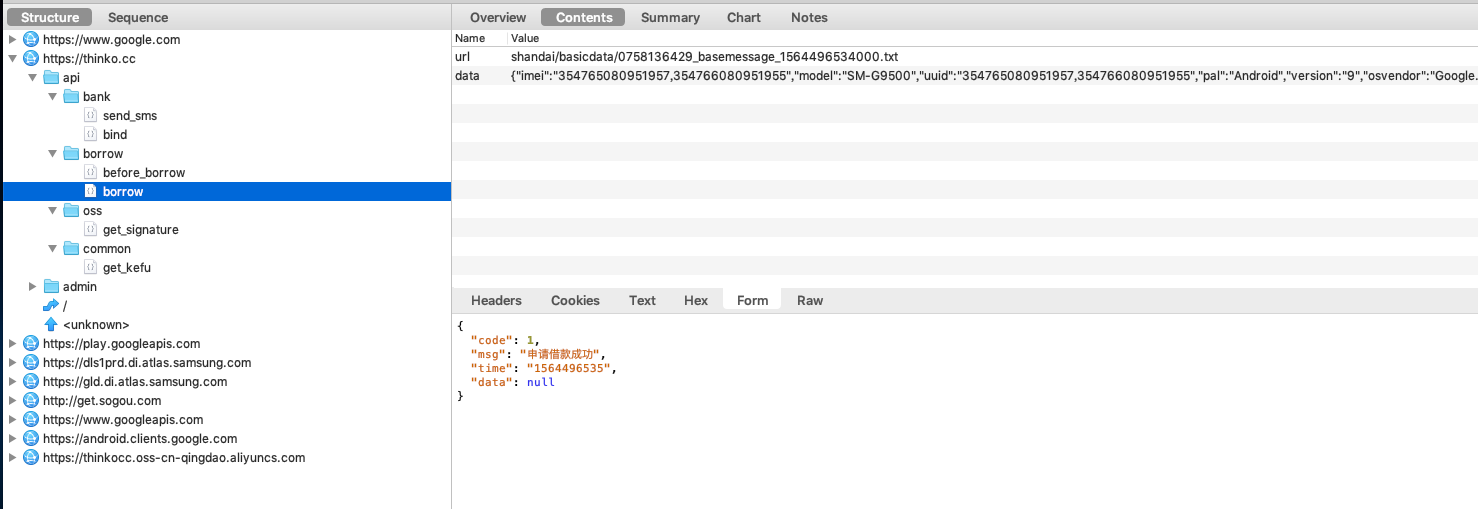 Structure Sequence
https://www.google.com
https://thinko.cc
api
bank
send_sms
bind
borrow
before_borrow
borrow
oss
get_signature
common
get_kefu
admin
/
<unknown>
https://play.googleapis.com
https://dls1prd.di.atlas.samsung.com
https://gld.di.atlas.samsung.com
http://get.sogou.com
https://www.googleapis.com
https://android.clients.google.com
https://thinkocc.oss-cn-qingdao.aliyuncs.com
Overview Contents Summary Chart Notes
Name Value
url shandai/basicdata/0758136429_basemessage_1564496534000.txt
data {"imei":"354765080951957,354766080951955","model":"SM-G9500","uuid":"354765080951957,354766080951955","pal":"Android","version":"9","osvendor":"Google.
Headers Cookies Text Hex Form Raw
{
"code": 1,
"msg": "申请借款成功",
"time": "1564496535",
"data": null
}